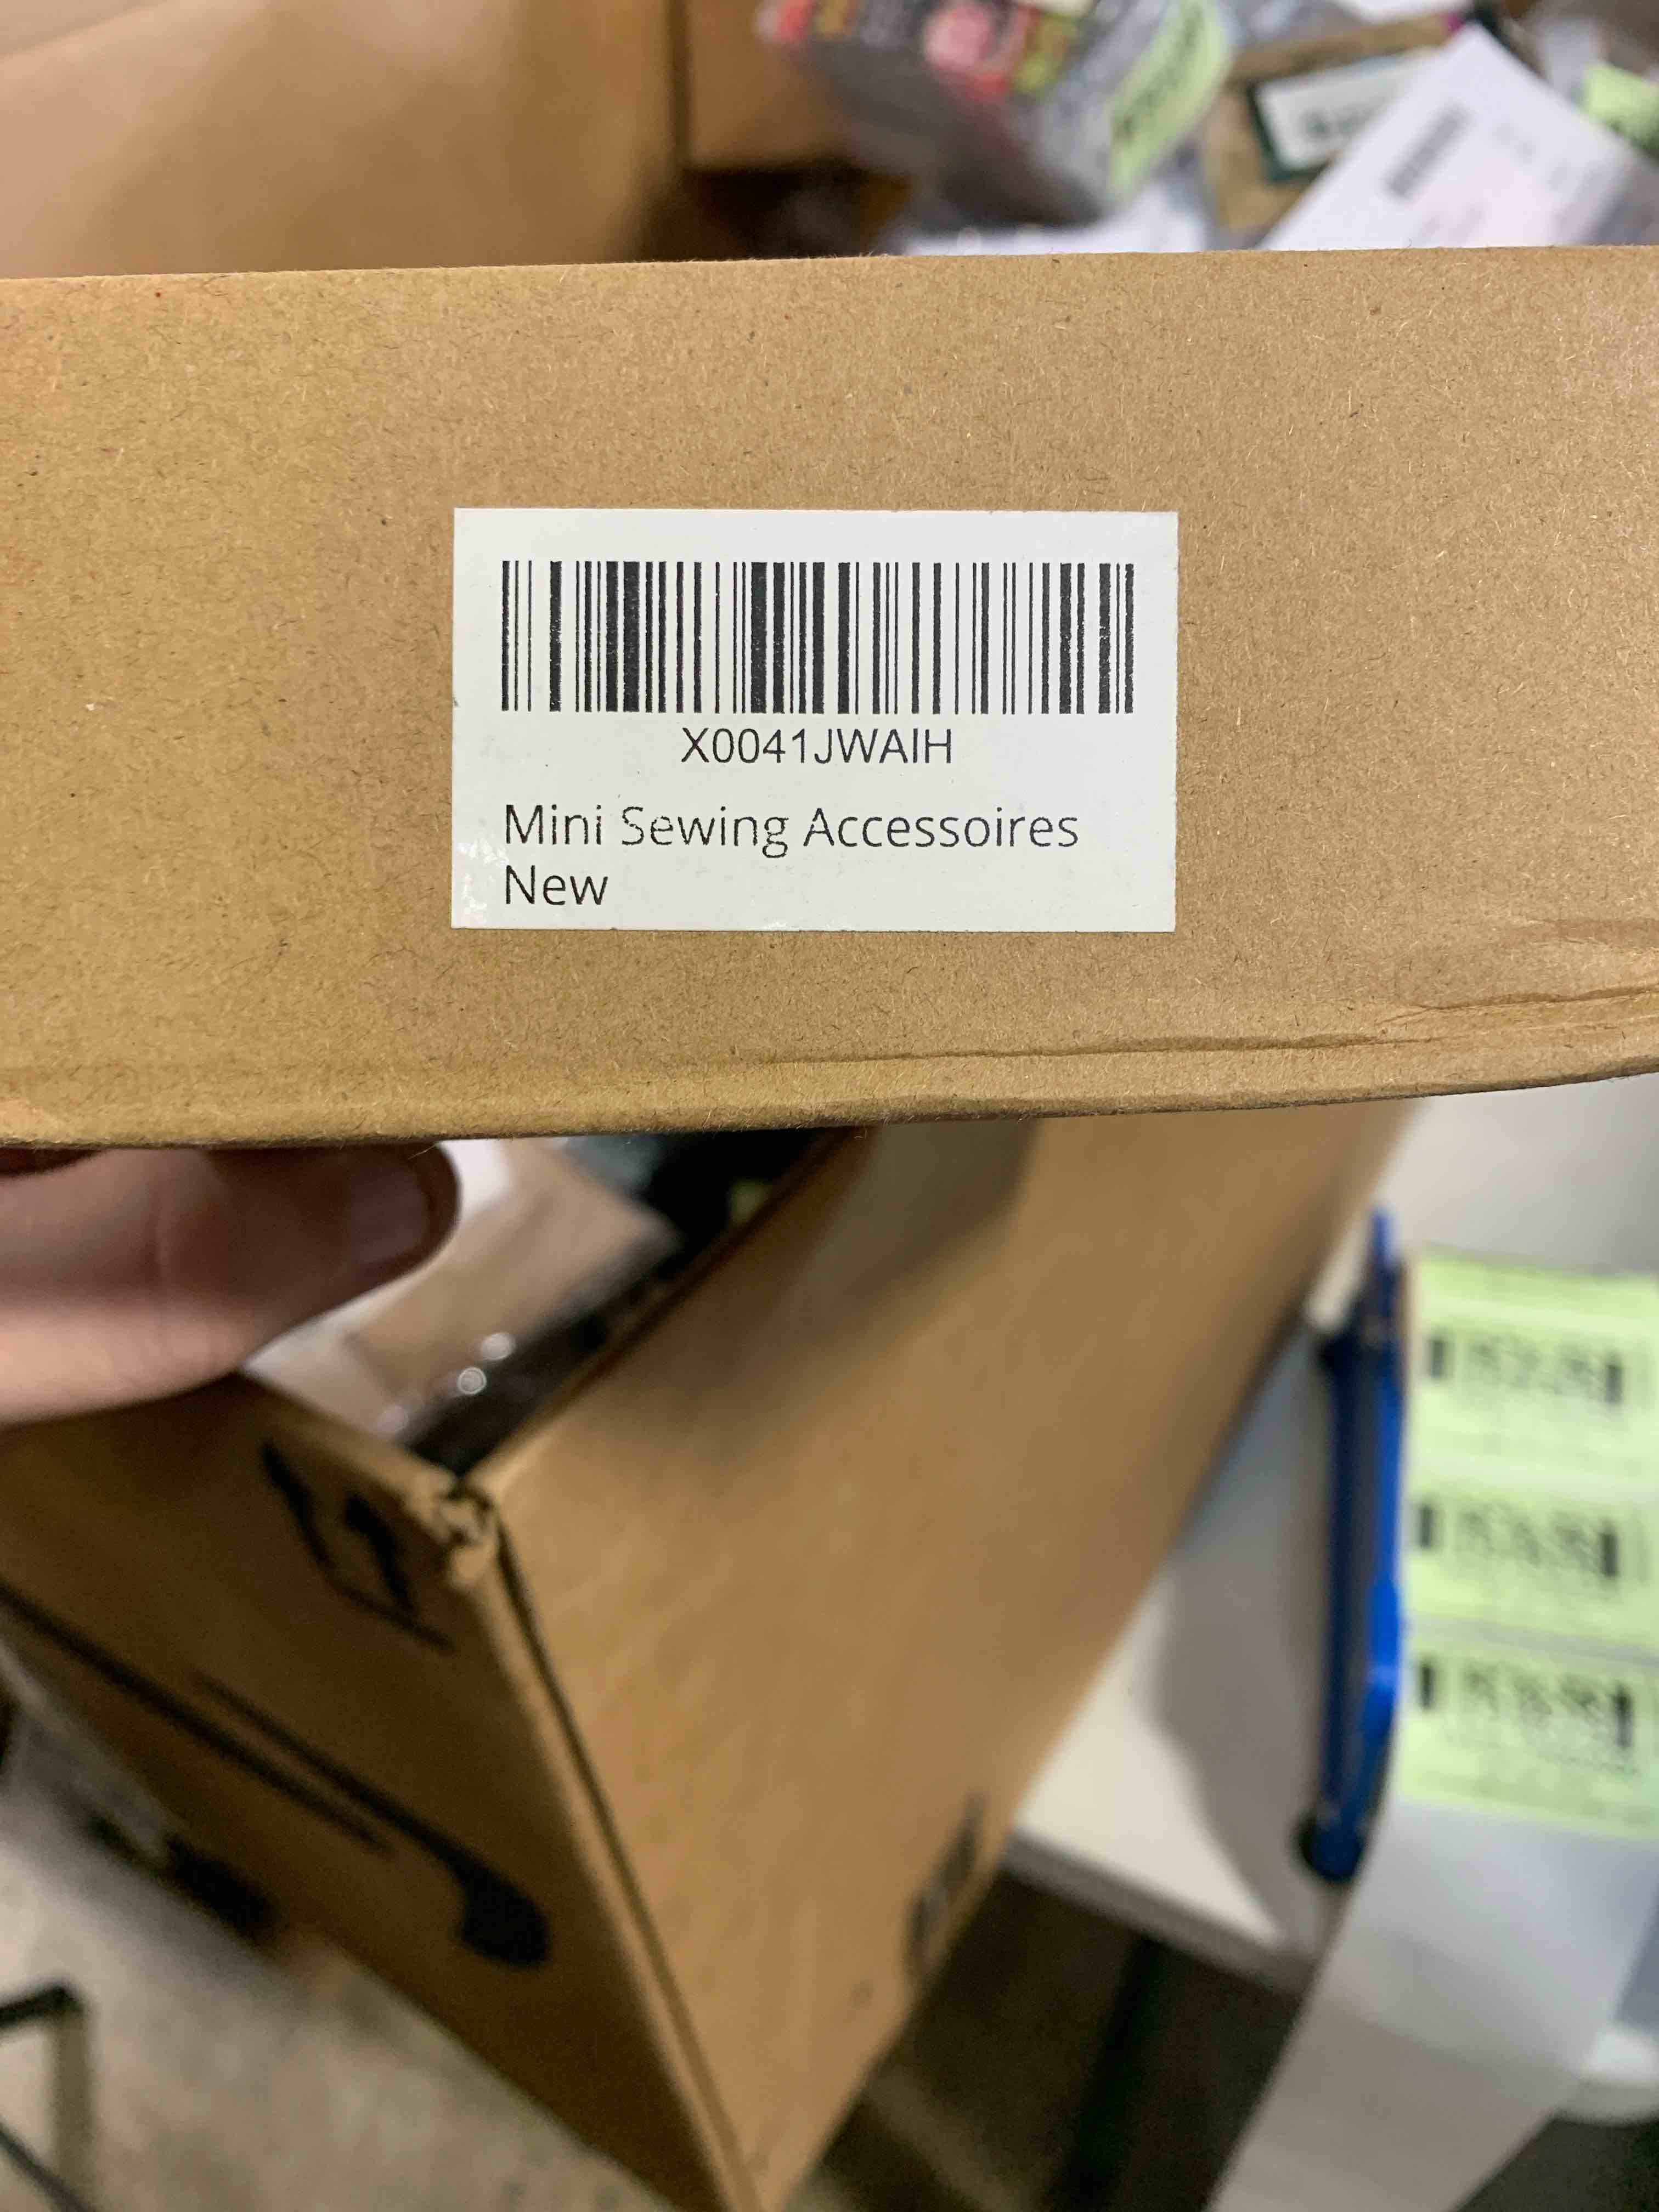 X0041JWAIH
Mini Sewing Accessoires
New